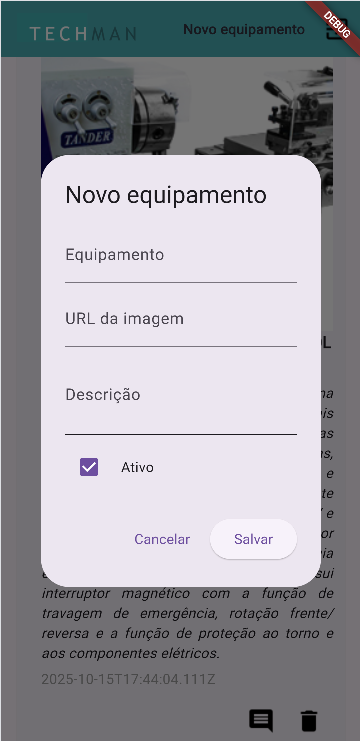 DEBUG
TECHMAN
Novo equipamento
TANDER
Novo equipamento
Equipamento
URL da imagem
Descrição
Ativo
Cancelar
Salvar
interruptor magnético com a função de
travagem de emergência, rotação frente/
reversa e a função de proteção ao torno e
aos componentes elétricos.
2025-10-15T17:44:04.111Z